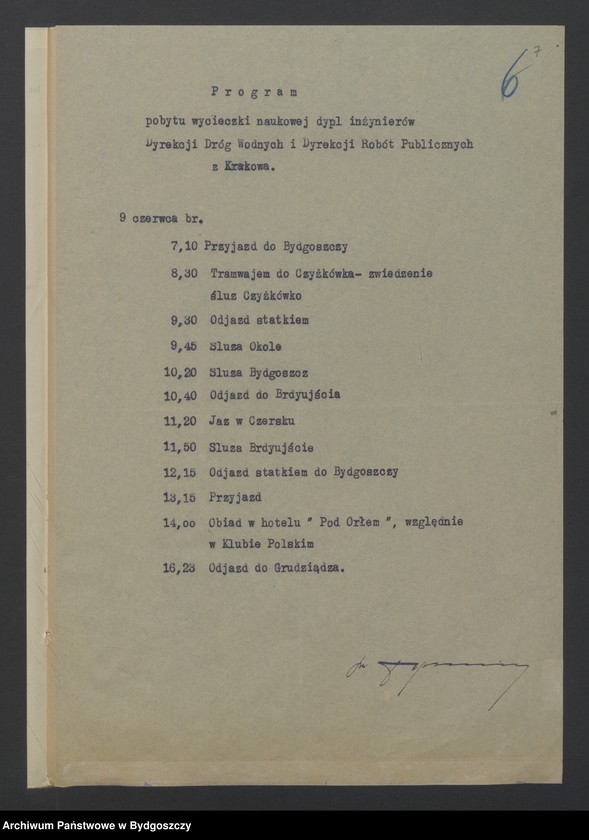 7
6
P r o g r a m
pobytu wycieczki naukowej dypl inżynierów
Dyrekcji Dróg Wodnych i Dyrekcji Robót Publicznych
z Krakowa.
9 czerwca br.
7,10 Przyjazd do Bydgoszczy
8,30 Tramwajem do Czyżkówka- zwiedzenie
śluz Czyżkówko
9,30 Odjazd statkiem
9,45 Sluza Okole
10,20 Sluza Bydgoszcz
10,40 Odjazd do Brdyujścia
11,20 Jaz w Czersku
11,50 Sluza Brdyujście
12,15 Odjazd statkiem do Bydgoszczy
13,15 Przyjazd
14,oo Obiad w hotelu " Pod Orłem ", względnie
w Klubie Polskim
16,23 Odjazd do Grudziądza.
Archiwum Państwowe w Bydgoszczy